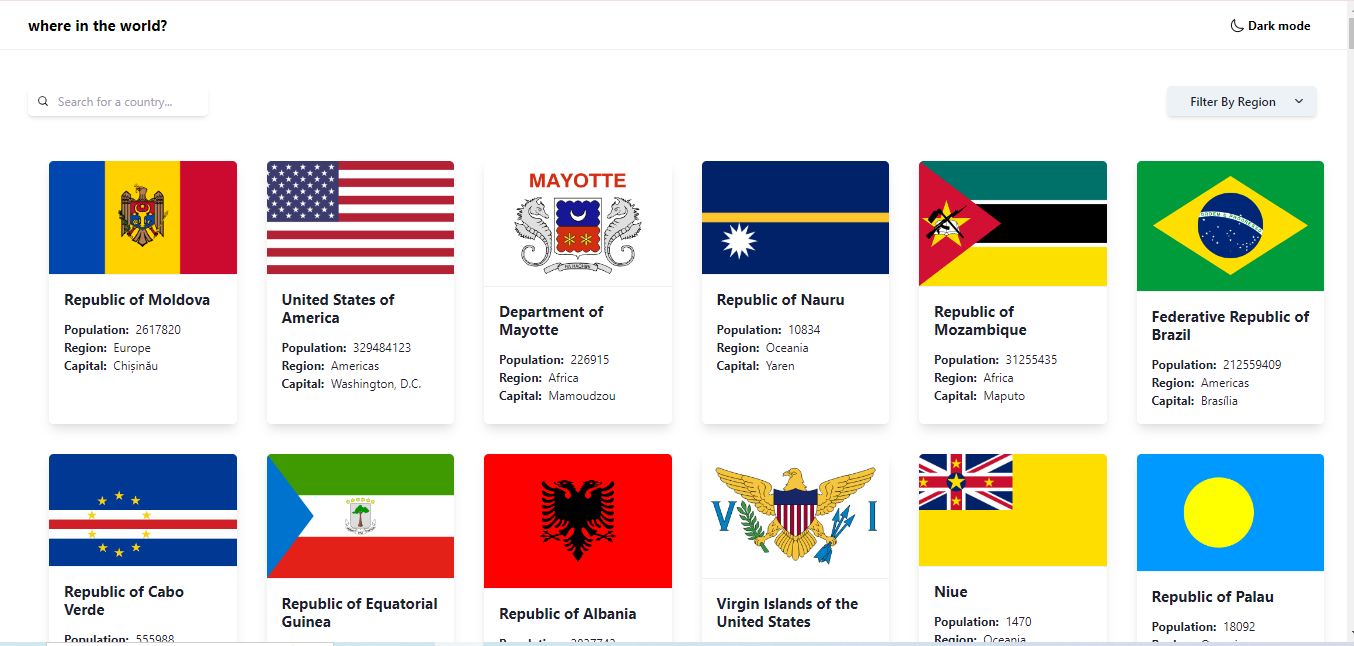 where in the world?
Dark mode
Search for a country...
Filter By Region
Republic of Moldova
Population: 2617820
Region: Europe
Capital: Chișinău
United States of
America
Population: 329484123
Region: Americas
Capital: Washington, D.C.
MAYOTTE
Department of
Mayotte
Population: 226915
Region: Africa
Capital: Mamoudzou
Republic of Nauru
Population: 10834
Region: Oceania
Capital: Yaren
Republic of
Mozambique
Population: 31255435
Region: Africa
Capital: Maputo
Federative Republic of
Brazil
Population: 212559409
Region: Americas
Capital: Brasília
Republic of Cabo
Verde
Population: 555988
Republic of Equatorial
Guinea
Republic of Albania
V I
Virgin Islands of the
United States
Niue
Population: 1470
Region: Oceania
Republic of Palau
Population: 18092